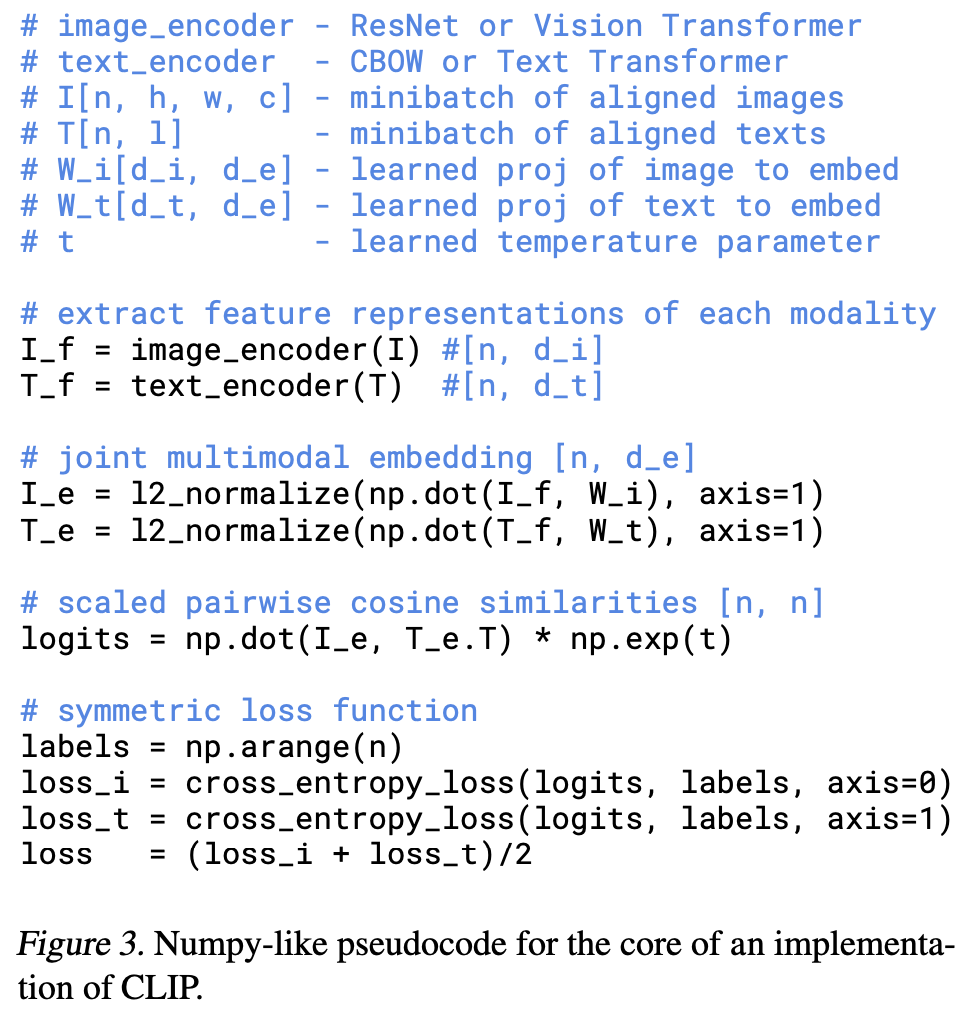 # image_encoder - ResNet or Vision Transformer
# text_encoder  - CBOW or Text Transformer
# I[n, h, w, c] - minibatch of aligned images
# T[n, l]       - minibatch of aligned texts
# W_i[d_i, d_e] - learned proj of image to embed
# W_t[d_t, d_e] - learned proj of text to embed
# t             - learned temperature parameter

# extract feature representations of each modality
I_f = image_encoder(I) #[n, d_i]
T_f = text_encoder(T)  #[n, d_t]

# joint multimodal embedding [n, d_e]
I_e = l2_normalize(np.dot(I_f, W_i), axis=1)
T_e = l2_normalize(np.dot(T_f, W_t), axis=1)

# scaled pairwise cosine similarities [n, n]
logits = np.dot(I_e, T_e.T) * np.exp(t)

# symmetric loss function
labels = np.arange(n)
loss_i = cross_entropy_loss(logits, labels, axis=0)
loss_t = cross_entropy_loss(logits, labels, axis=1)
loss   = (loss_i + loss_t)/2

Figure 3. Numpy-like pseudocode for the core of an implementa-
tion of CLIP.